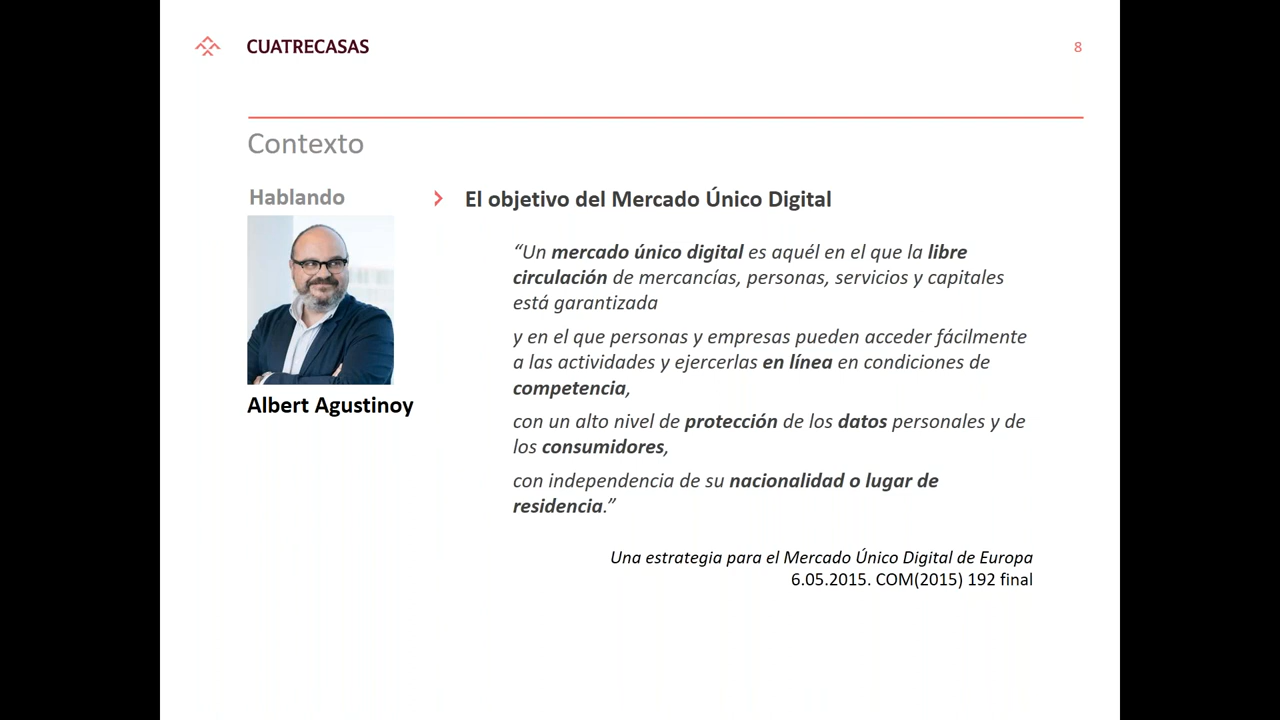 CUATRECASAS
8
Contexto
Hablando
Albert Agustinoy
El objetivo del Mercado Único Digital
“Un mercado único digital es aquél en el que la libre
circulación de mercancías, personas, servicios y capitales
está garantizada
y en el que personas y empresas pueden acceder fácilmente
a las actividades y ejercerlas en línea en condiciones de
competencia,
con un alto nivel de protección de los datos personales y de
los consumidores,
con independencia de su nacionalidad o lugar de
residencia.”
Una estrategia para el Mercado Único Digital de Europa
6.05.2015. COM(2015) 192 final